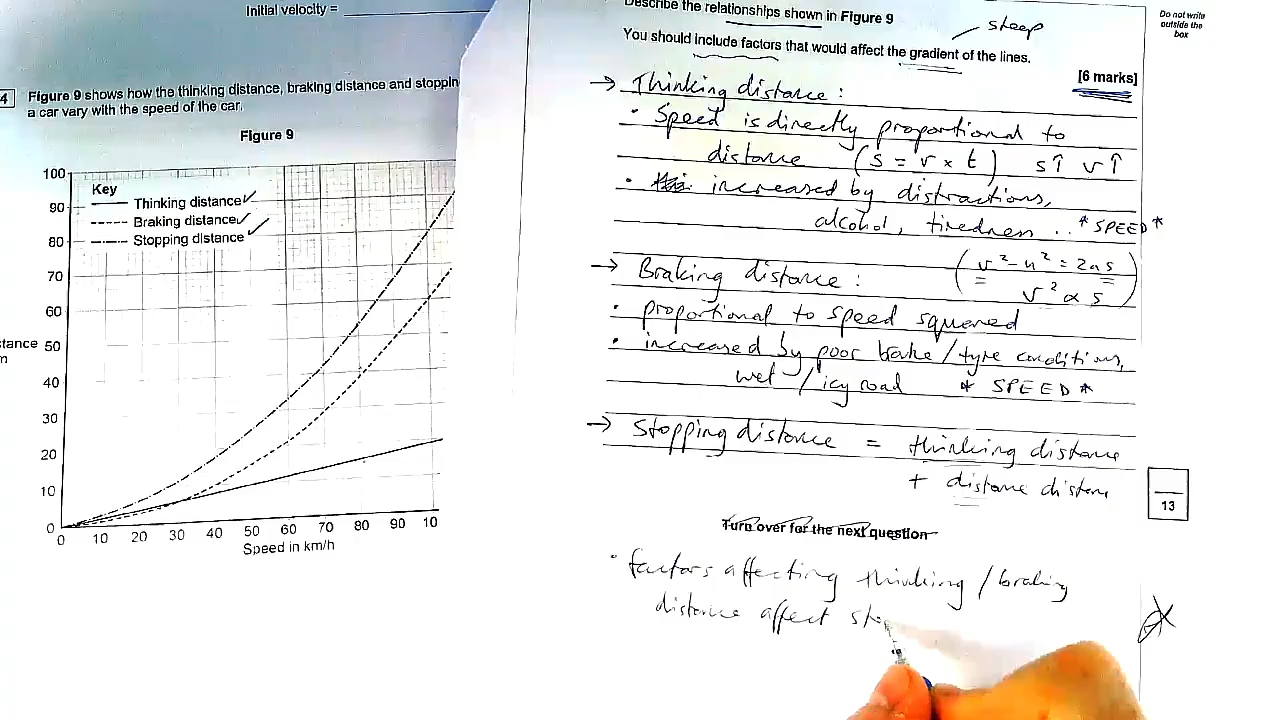 Initial velocity =
4
Figure 9 shows how the thinking distance, braking distance and stoppin
a car vary with the speed of the car.
Figure 9
Key
Thinking distance
Braking distance
Stopping distance
100
90
80
70
60
50
40
30
20
10
0
stance
m
0 10 20 30 40 50 60 70 80 90 10
Speed in km/h
Describe the relationships shown in Figure 9
steep
You should include factors that would affect the gradient of the lines.
[6 marks]
Do not write
outside the
box
→ Thinking distance :
• Speed is directly proportional to
distance (s = v × t) s↑ v↑
• increased by distractions,
alcohol, tiredness .. *SPEED*
→ Braking distance : (v² - u² = 2as
v² ∝ s)
• proportional to speed squared
• increased by poor brake/tyre conditions,
wet / icy road * SPEED *
→ Stopping distance = thinking distance
+ distance distance
13
Turn over for the next question
• factors affecting thinking / braking
distance affect sto